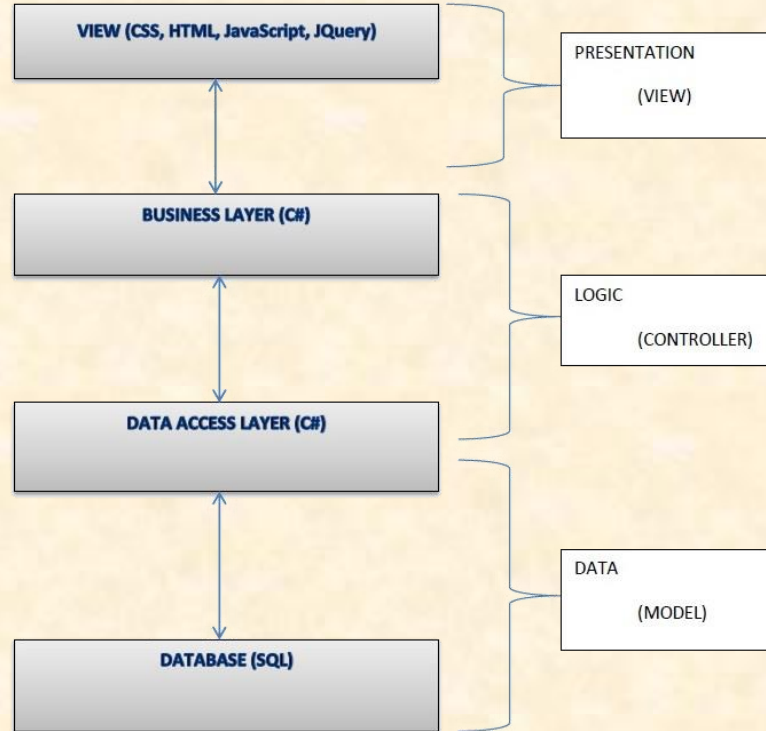 VIEW (CSS, HTML, JavaScript, JQuery)
PRESENTATION
(VIEW)
BUSINESS LAYER (C#)
LOGIC
(CONTROLLER)
DATA ACCESS LAYER (C#)
DATA
(MODEL)
DATABASE (SQL)